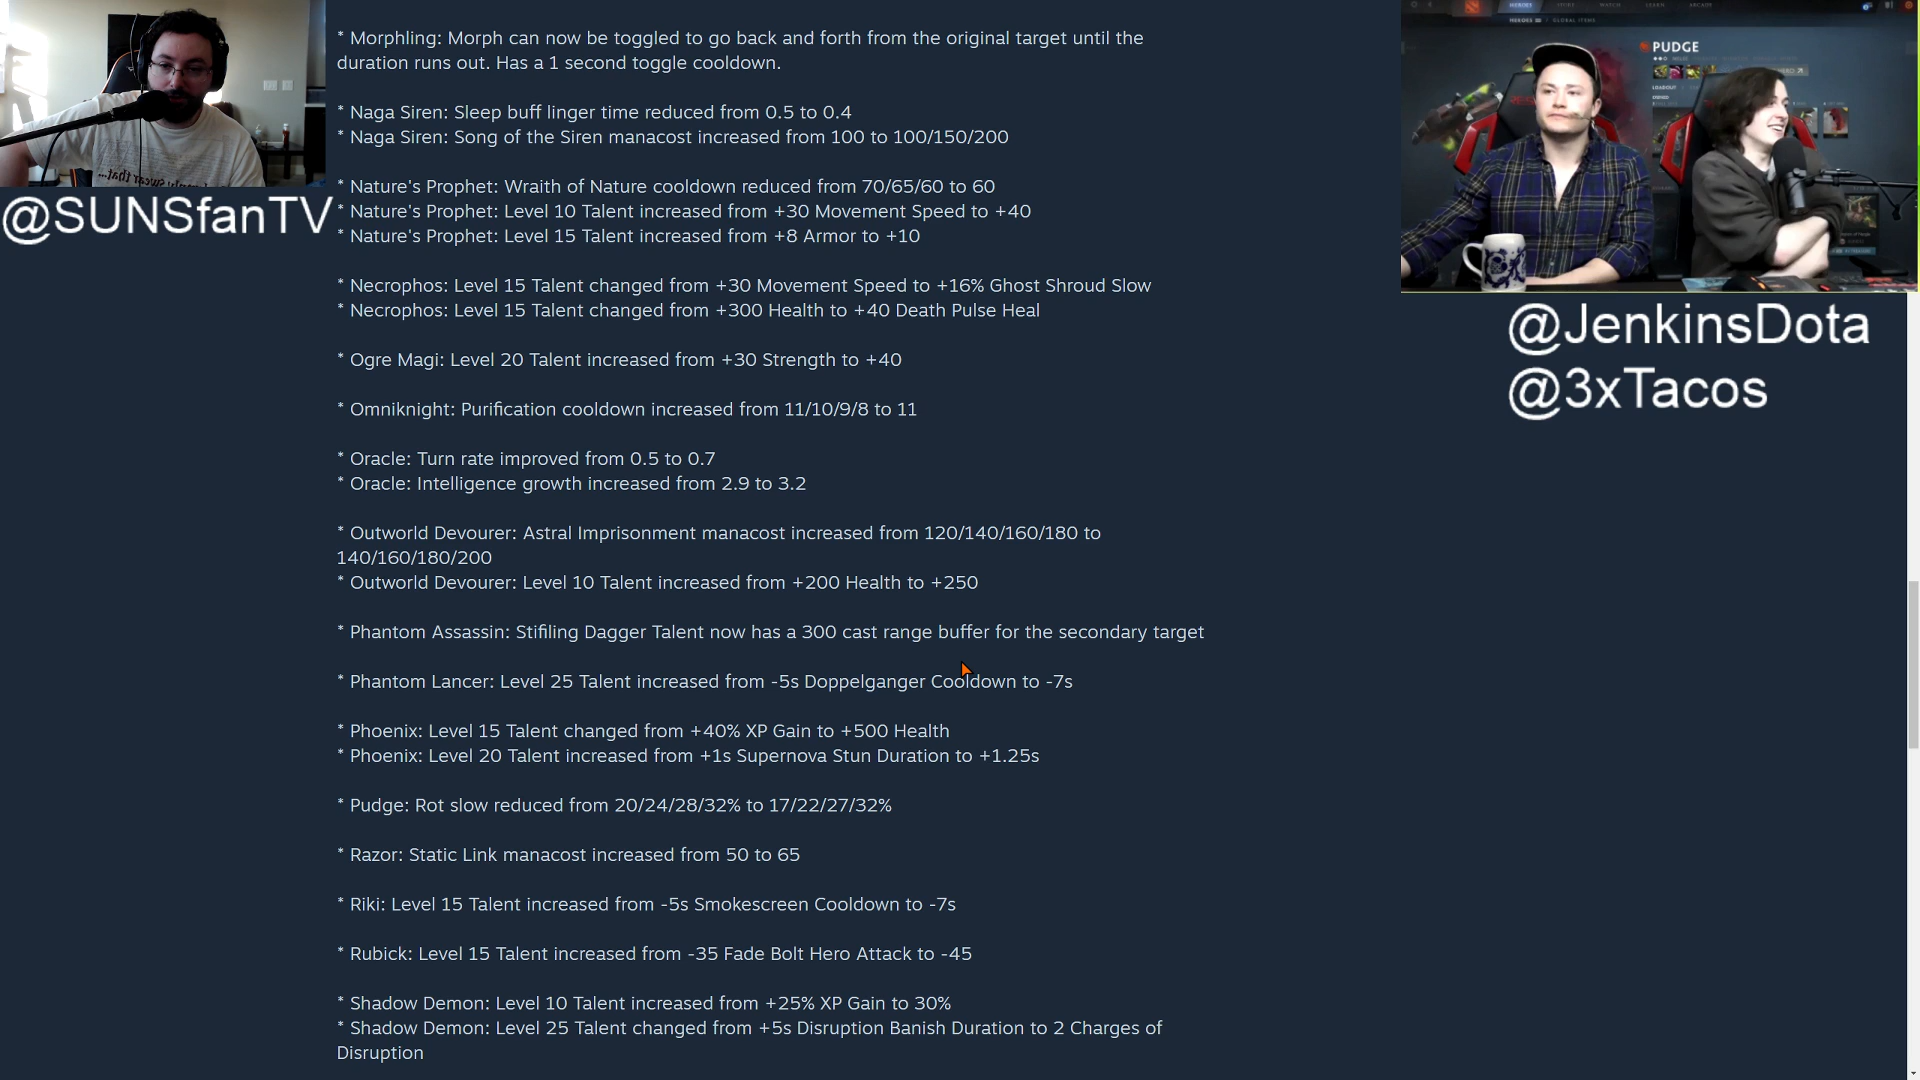 * Morphling: Morph can now be toggled to go back and forth from the original target until the
duration runs out. Has a 1 second toggle cooldown.
* Naga Siren: Sleep buff linger time reduced from 0.5 to 0.4
* Naga Siren: Song of the Siren manacost increased from 100 to 100/150/200
* Nature's Prophet: Wraith of Nature cooldown reduced from 70/65/60 to 60
* Nature's Prophet: Level 10 Talent increased from +30 Movement Speed to +40
* Nature's Prophet: Level 15 Talent increased from +8 Armor to +10
* Necrophos: Level 15 Talent changed from +30 Movement Speed to +16% Ghost Shroud Slow
* Necrophos: Level 15 Talent changed from +300 Health to +40 Death Pulse Heal
* Ogre Magi: Level 20 Talent increased from +30 Strength to +40
* Omniknight: Purification cooldown increased from 11/10/9/8 to 11
* Oracle: Turn rate improved from 0.5 to 0.7
* Oracle: Intelligence growth increased from 2.9 to 3.2
* Outworld Devourer: Astral Imprisonment manacost increased from 120/140/160/180 to
140/160/180/200
* Outworld Devourer: Level 10 Talent increased from +200 Health to +250
* Phantom Assassin: Stifiling Dagger Talent now has a 300 cast range buffer for the secondary target
* Phantom Lancer: Level 25 Talent increased from -5s Doppelganger Cooldown to -7s
* Phoenix: Level 15 Talent changed from +40% XP Gain to +500 Health
* Phoenix: Level 20 Talent increased from +1s Supernova Stun Duration to +1.25s
* Pudge: Rot slow reduced from 20/24/28/32% to 17/22/27/32%
* Razor: Static Link manacost increased from 50 to 65
* Riki: Level 15 Talent increased from -5s Smokescreen Cooldown to -7s
* Rubick: Level 15 Talent increased from -35 Fade Bolt Hero Attack to -45
* Shadow Demon: Level 10 Talent increased from +25% XP Gain to 30%
* Shadow Demon: Level 25 Talent changed from +5s Disruption Banish Duration to 2 Charges of
Disruption
@SUNSfanTV
HEROES STORE WATCH LEARN ARCADE
HEROES GLOBAL ITEMS
PUDGE
@JenkinsDota
@3xTacos